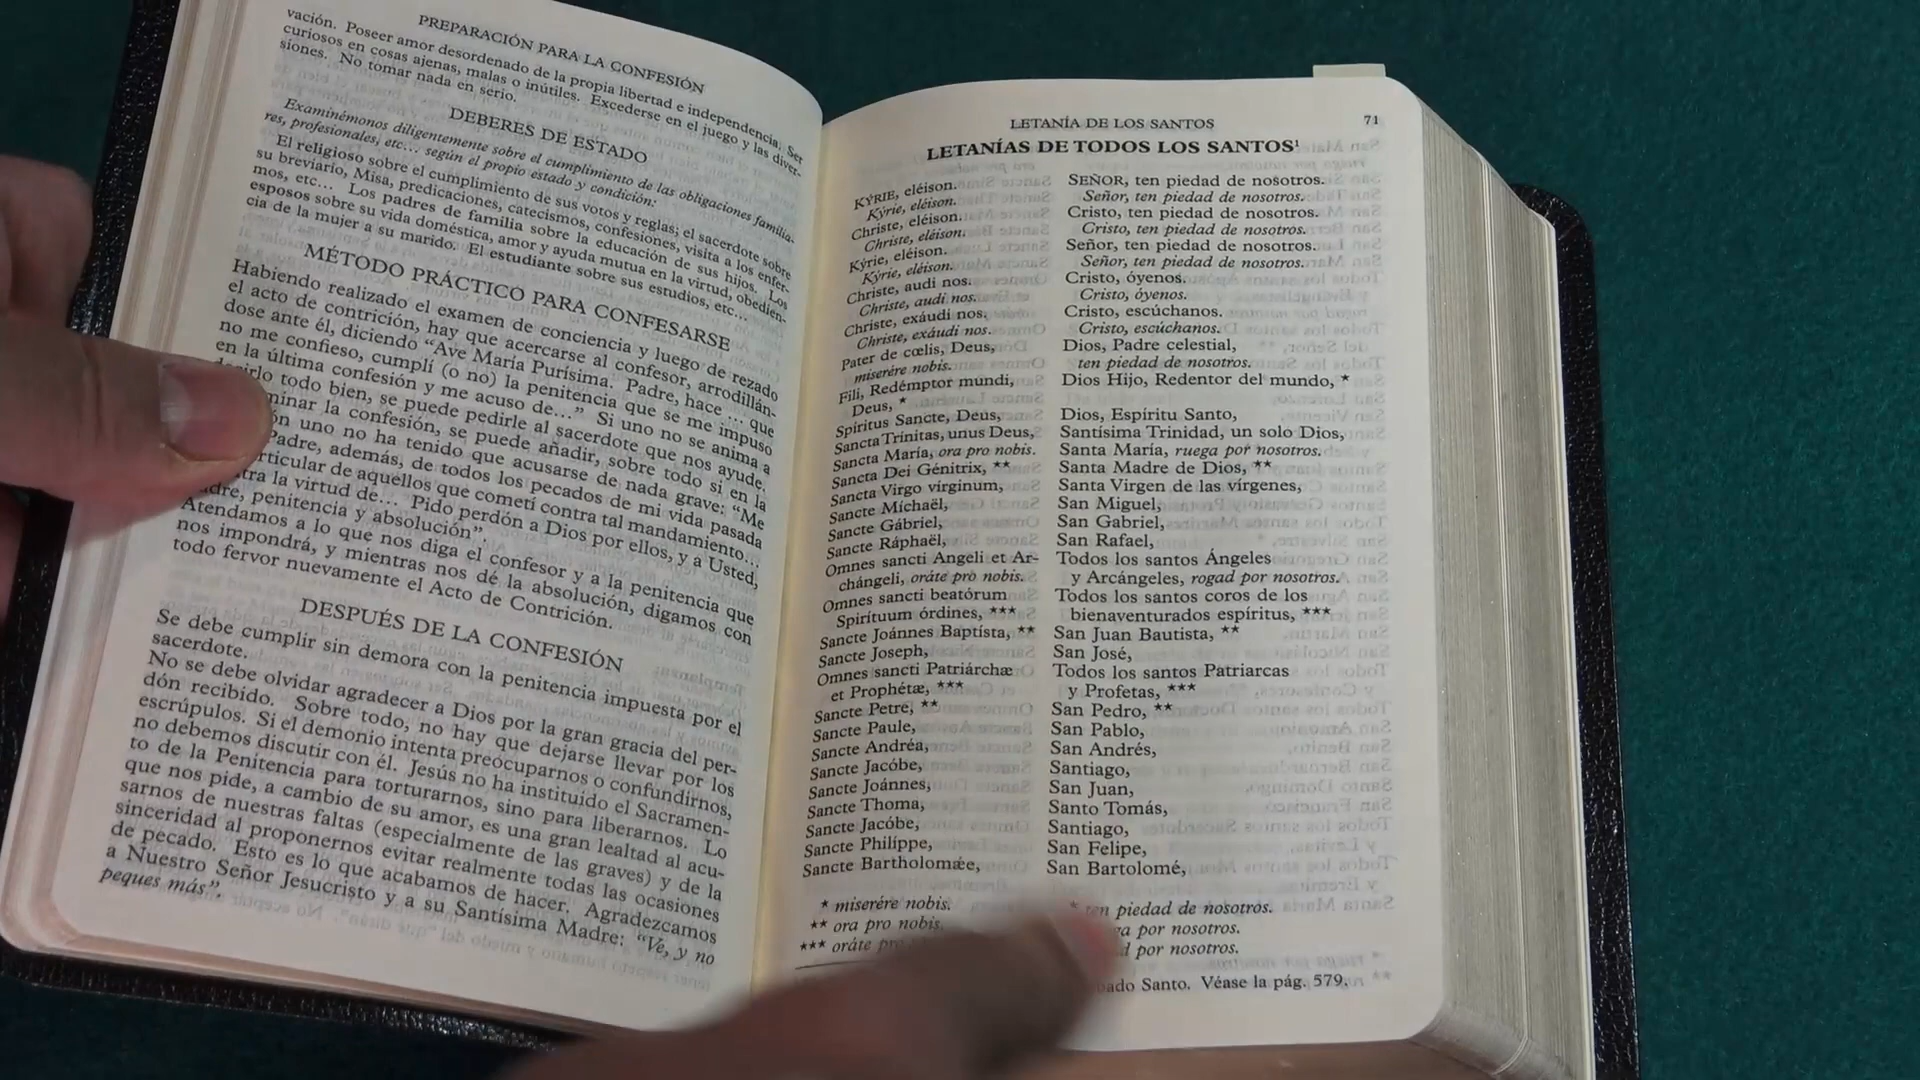 PREPARACIÓN PARA LA CONFESIÓN
vación. Poseer amor desordenado de la propia libertad e independencia. Ser
curiosos en cosas ajenas, malas o inútiles. Excederse en el juego y las diver-
siones. No tomar nada en serio.
DEBERES DE ESTADO
Examinémonos diligentemente sobre el cumplimiento de las obligaciones familia-
res, profesionales, etc... según el propio estado y condición:
El religioso sobre el cumplimiento de sus votos y reglas; el sacerdote sobre
su breviario, Misa, predicaciones, catecismos, confesiones, visita a los enfer-
mos, etc... Los padres de familia sobre la educación de sus hijos. Los
esposos sobre su vida doméstica, amor y ayuda mutua en la virtud, obedien-
cia de la mujer a su marido. El estudiante sobre sus estudios, etc...
MÉTODO PRÁCTICO PARA CONFESARSE
Habiendo realizado el examen de conciencia y luego de rezado
el acto de contrición, hay que acercarse al confesor, arrodillán-
dose ante él, diciendo "Ave María Purísima. Padre, hace ... que
no me confieso, cumplí (o no) la penitencia que se me impuso
en la última confesión y me acuso de..." Si uno no se anima a
todo bien, se puede pedirle al sacerdote que nos ayude.
la confesión, se puede añadir, sobre todo si en la
uno no ha tenido que acusarse de nada grave: "Me
Padre, además, de todos los pecados de mi vida pasada
de aquellos que cometí contra tal mandamiento...
la virtud de... Pido perdón a Dios por ellos, y a Usted,
penitencia y absolución".
Atendamos a lo que nos diga el confesor y a la penitencia que
nos impondrá, y mientras nos dé la absolución, digamos con
todo fervor nuevamente el Acto de Contrición.
DESPUÉS DE LA CONFESIÓN
Se debe cumplir sin demora con la penitencia impuesta por el
sacerdote.
No se debe olvidar agradecer a Dios por la gran gracia del per-
dón recibido. Sobre todo, no hay que dejarse llevar por los
escrúpulos. Si el demonio intenta preocuparnos o confundirnos,
no debemos discutir con él. Jesús no ha instituido el Sacramen-
to de la Penitencia para torturarnos, sino para liberarnos. Lo
que nos pide, a cambio de su amor, es una gran lealtad al acu-
sarnos de nuestras faltas (especialmente de las graves) y de la
sinceridad al proponernos evitar realmente todas las ocasiones
de pecado. Esto es lo que acabamos de hacer. Agradezcamos
a Nuestro Señor Jesucristo y a su Santísima Madre: "Ve, y no
peques más".
LETANÍA DE LOS SANTOS 71
LETANÍAS DE TODOS LOS SANTOS¹
KÝRIE, eléison.
Kýrie, eléison.
Christe, eléison.
Christe, eléison.
Kýrie, eléison.
Kýrie, eléison.
Christe, audi nos.
Christe, audi nos.
Christe, exáudi nos.
Christe, exáudi nos.
Pater de cœlis, Deus,
miserére nobis.
Fili, Redémptor mundi,
Deus, *
Spíritus Sancte, Deus,
Sancta Trínitas, unus Deus,
Sancta María, ora pro nobis.
Sancta Dei Génitrix, **
Sancta Virgo vírginum,
Sancte Míchaël,
Sancte Gábriel,
Sancte Ráphaël,
Omnes sancti Angeli et Ar-
chángeli, oráte pro nobis.
Omnes sancti beatórum
Spirítuum órdines, ***
Sancte Joánnes Baptísta, **
Sancte Joseph,
Omnes sancti Patriárchæ
et Prophétæ, ***
Sancte Petre, **
Sancte Paule,
Sancte Andréa,
Sancte Jacóbe,
Sancte Joánnes,
Sancte Thoma,
Sancte Jacóbe,
Sancte Philíppe,
Sancte Bartholomǽe,
* miserére nobis.
** ora pro nobis.
*** oráte pro
SEÑOR, ten piedad de nosotros.
Señor, ten piedad de nosotros.
Cristo, ten piedad de nosotros.
Cristo, ten piedad de nosotros.
Señor, ten piedad de nosotros.
Señor, ten piedad de nosotros.
Cristo, óyenos.
Cristo, óyenos.
Cristo, escúchanos.
Cristo, escúchanos.
Dios, Padre celestial,
ten piedad de nosotros.
Dios Hijo, Redentor del mundo, *
Dios, Espíritu Santo,
Santísima Trinidad, un solo Dios,
Santa María, ruega por nosotros.
Santa Madre de Dios, **
Santa Virgen de las vírgenes,
San Miguel,
San Gabriel,
San Rafael,
Todos los santos Ángeles
y Arcángeles, rogad por nosotros.
Todos los santos coros de los
bienaventurados espíritus, ***
San Juan Bautista, **
San José,
Todos los santos Patriarcas
y Profetas, ***
San Pedro, **
San Pablo,
San Andrés,
Santiago,
San Juan,
Santo Tomás,
Santiago,
San Felipe,
San Bartolomé,
* ten piedad de nosotros.
por nosotros.
por nosotros.
Santo. Véase la pág. 579.